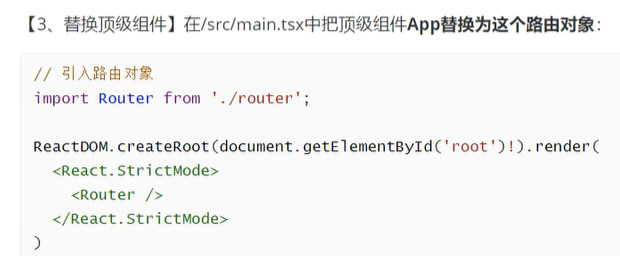 【3、替换顶级组件】在/src/main.tsx中把顶级组件App替换为这个路由对象：
// 引入路由对象
import Router from './router';
ReactDOM.createRoot(document.getElementById('root')!).render(
<React.StrictMode>
<Router />
</React.StrictMode>
)